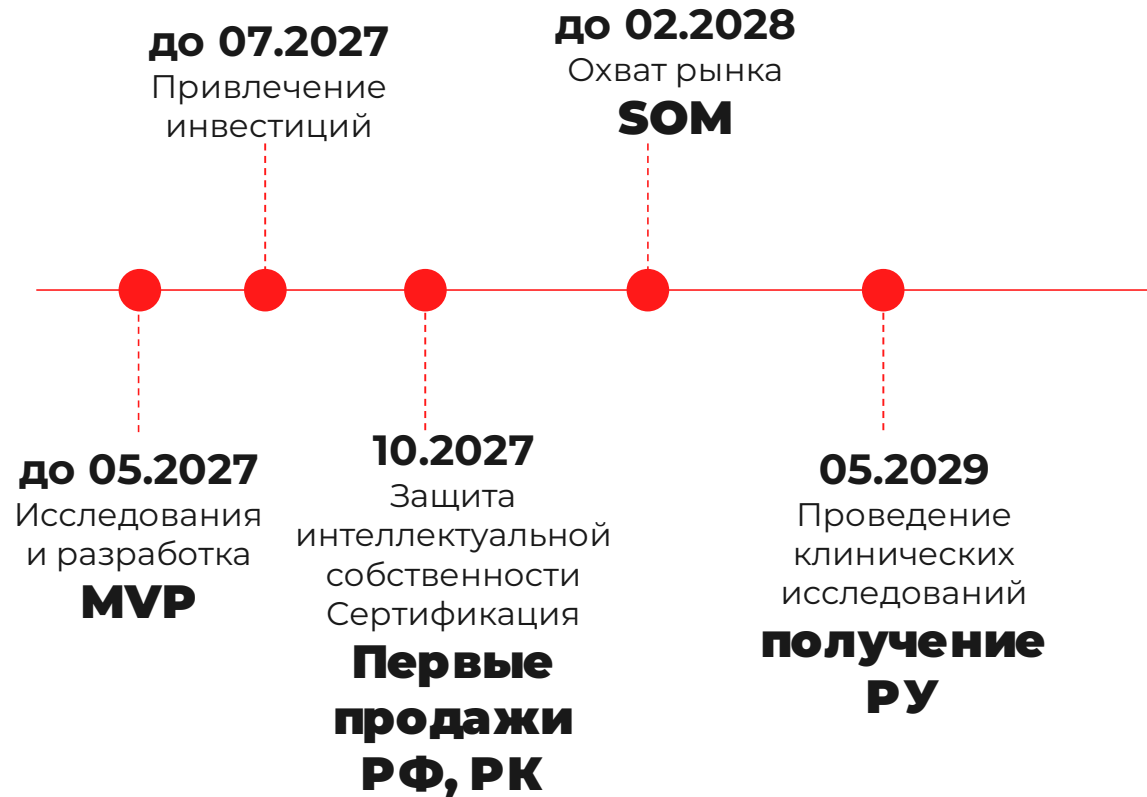 до 07.2027
Привлечение
инвестиций
до 02.2028
Охват рынка
SOM
до 05.2027
Исследования
и разработка
MVP
10.2027
Защита
интеллектуальной
собственности
Сертификация
Первые
продажи
РФ, РК
05.2029
Проведение
клинических
исследований
получение
РУ